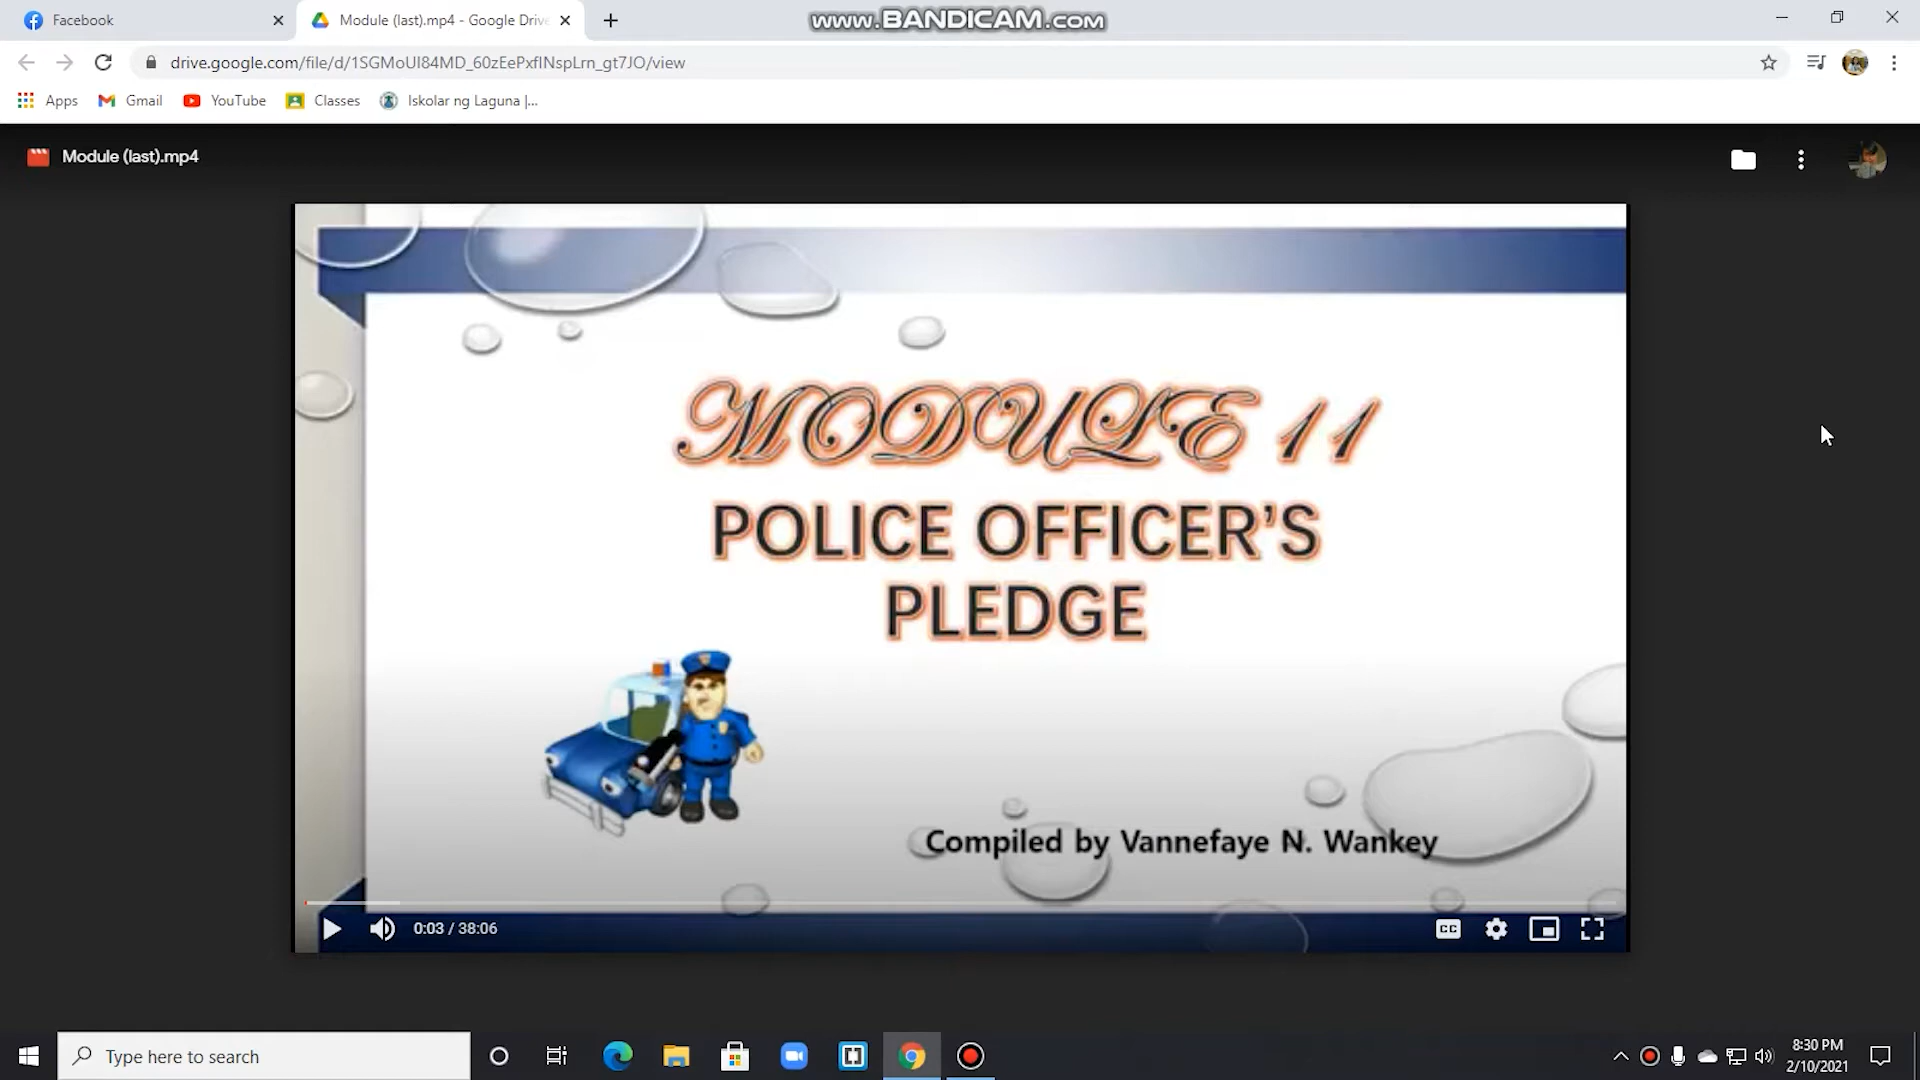 Facebook
Module (last).mp4 - Google Drive
www.BANDICAM.com
drive.google.com/file/d/1SGMoUI84MD_60zEePxfINspLrn_gt7JO/view
Apps
Gmail
YouTube
Classes
Iskolar ng Laguna |...
Module (last).mp4
MODULE 11
POLICE OFFICER'S
PLEDGE
Compiled by Vannefaye N. Wankey
0:03 / 38:06
CC
Type here to search
8:30 PM
2/10/2021